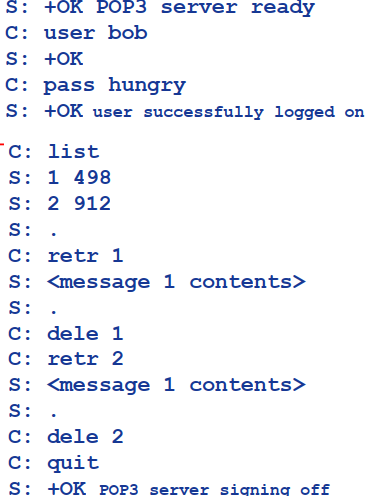 S: +OK POP3 server ready
C: user bob
S: +OK
C: pass hungry
S: +OK user successfully logged on
C: list
S: 1 498
S: 2 912
S: .
C: retr 1
S: <message 1 contents>
S: .
C: dele 1
C: retr 2
S: <message 1 contents>
S: .
C: dele 2
C: quit
S: +OK POP3 server signing off